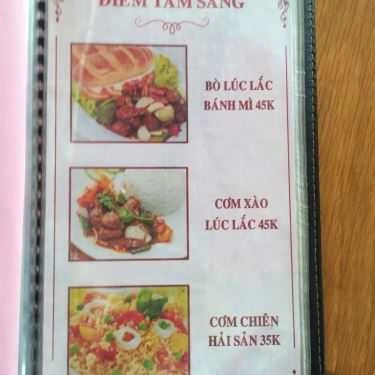 ĐIỂM TÂM SÁNG
BÒ LÚC LẮC
BÁNH MÌ 45K
CƠM XÀO
LÚC LẮC 45K
CƠM CHIÊN
HẢI SẢN 35K